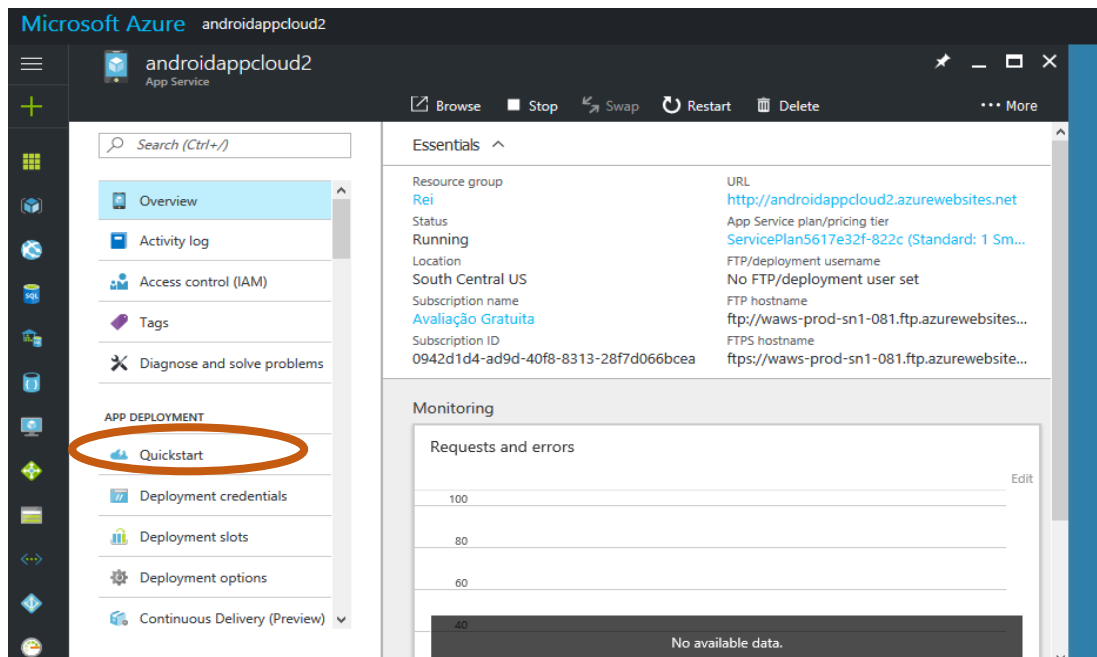 Microsoft Azure androidappcloud2
androidappcloud2
App Service
Browse Stop Swap Restart Delete ••• More
Search (Ctrl+/)
Overview
Activity log
Access control (IAM)
Tags
Diagnose and solve problems
APP DEPLOYMENT
Quickstart
Deployment credentials
Deployment slots
Deployment options
Continuous Delivery (Preview)
SQL
Essentials
Resource group
Rei
Status
Running
Location
South Central US
Subscription name
Avaliação Gratuita
Subscription ID
0942d1d4-ad9d-40f8-8313-28f7d066bcea
URL
http://androidappcloud2.azurewebsites.net
App Service plan/pricing tier
ServicePlan5617e32f-822c (Standard: 1 Sm...
FTP/deployment username
No FTP/deployment user set
FTP hostname
ftp://waws-prod-sn1-081.ftp.azurewebsites...
FTPS hostname
ftps://waws-prod-sn1-081.ftp.azurewebsite...
Monitoring
Requests and errors
Edit
100
80
60
40
No available data.